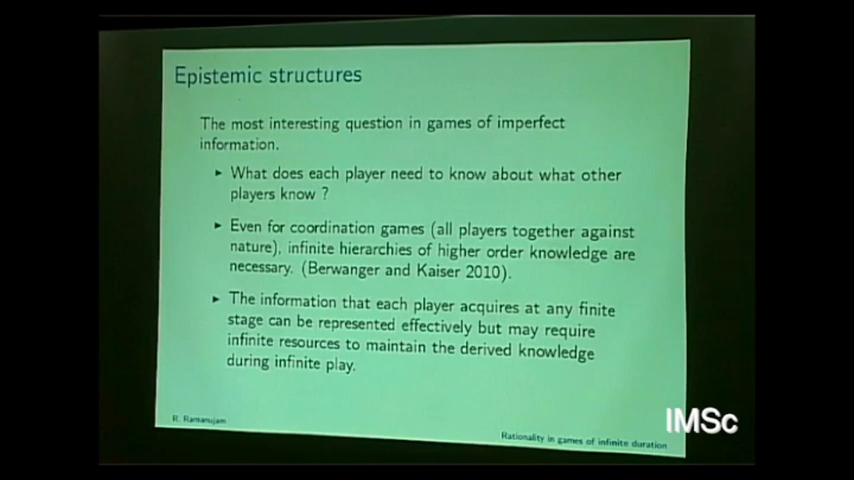 Epistemic structures
The most interesting question in games of imperfect
information.
▸ What does each player need to know about what other
players know ?
▸ Even for coordination games (all players together against
nature), infinite hierarchies of higher order knowledge are
necessary. (Berwanger and Kaiser 2010).
▸ The information that each player acquires at any finite
stage can be represented effectively but may require
infinite resources to maintain the derived knowledge
during infinite play.
R. Ramanujam
Rationality in games of infinite duration
IMSc